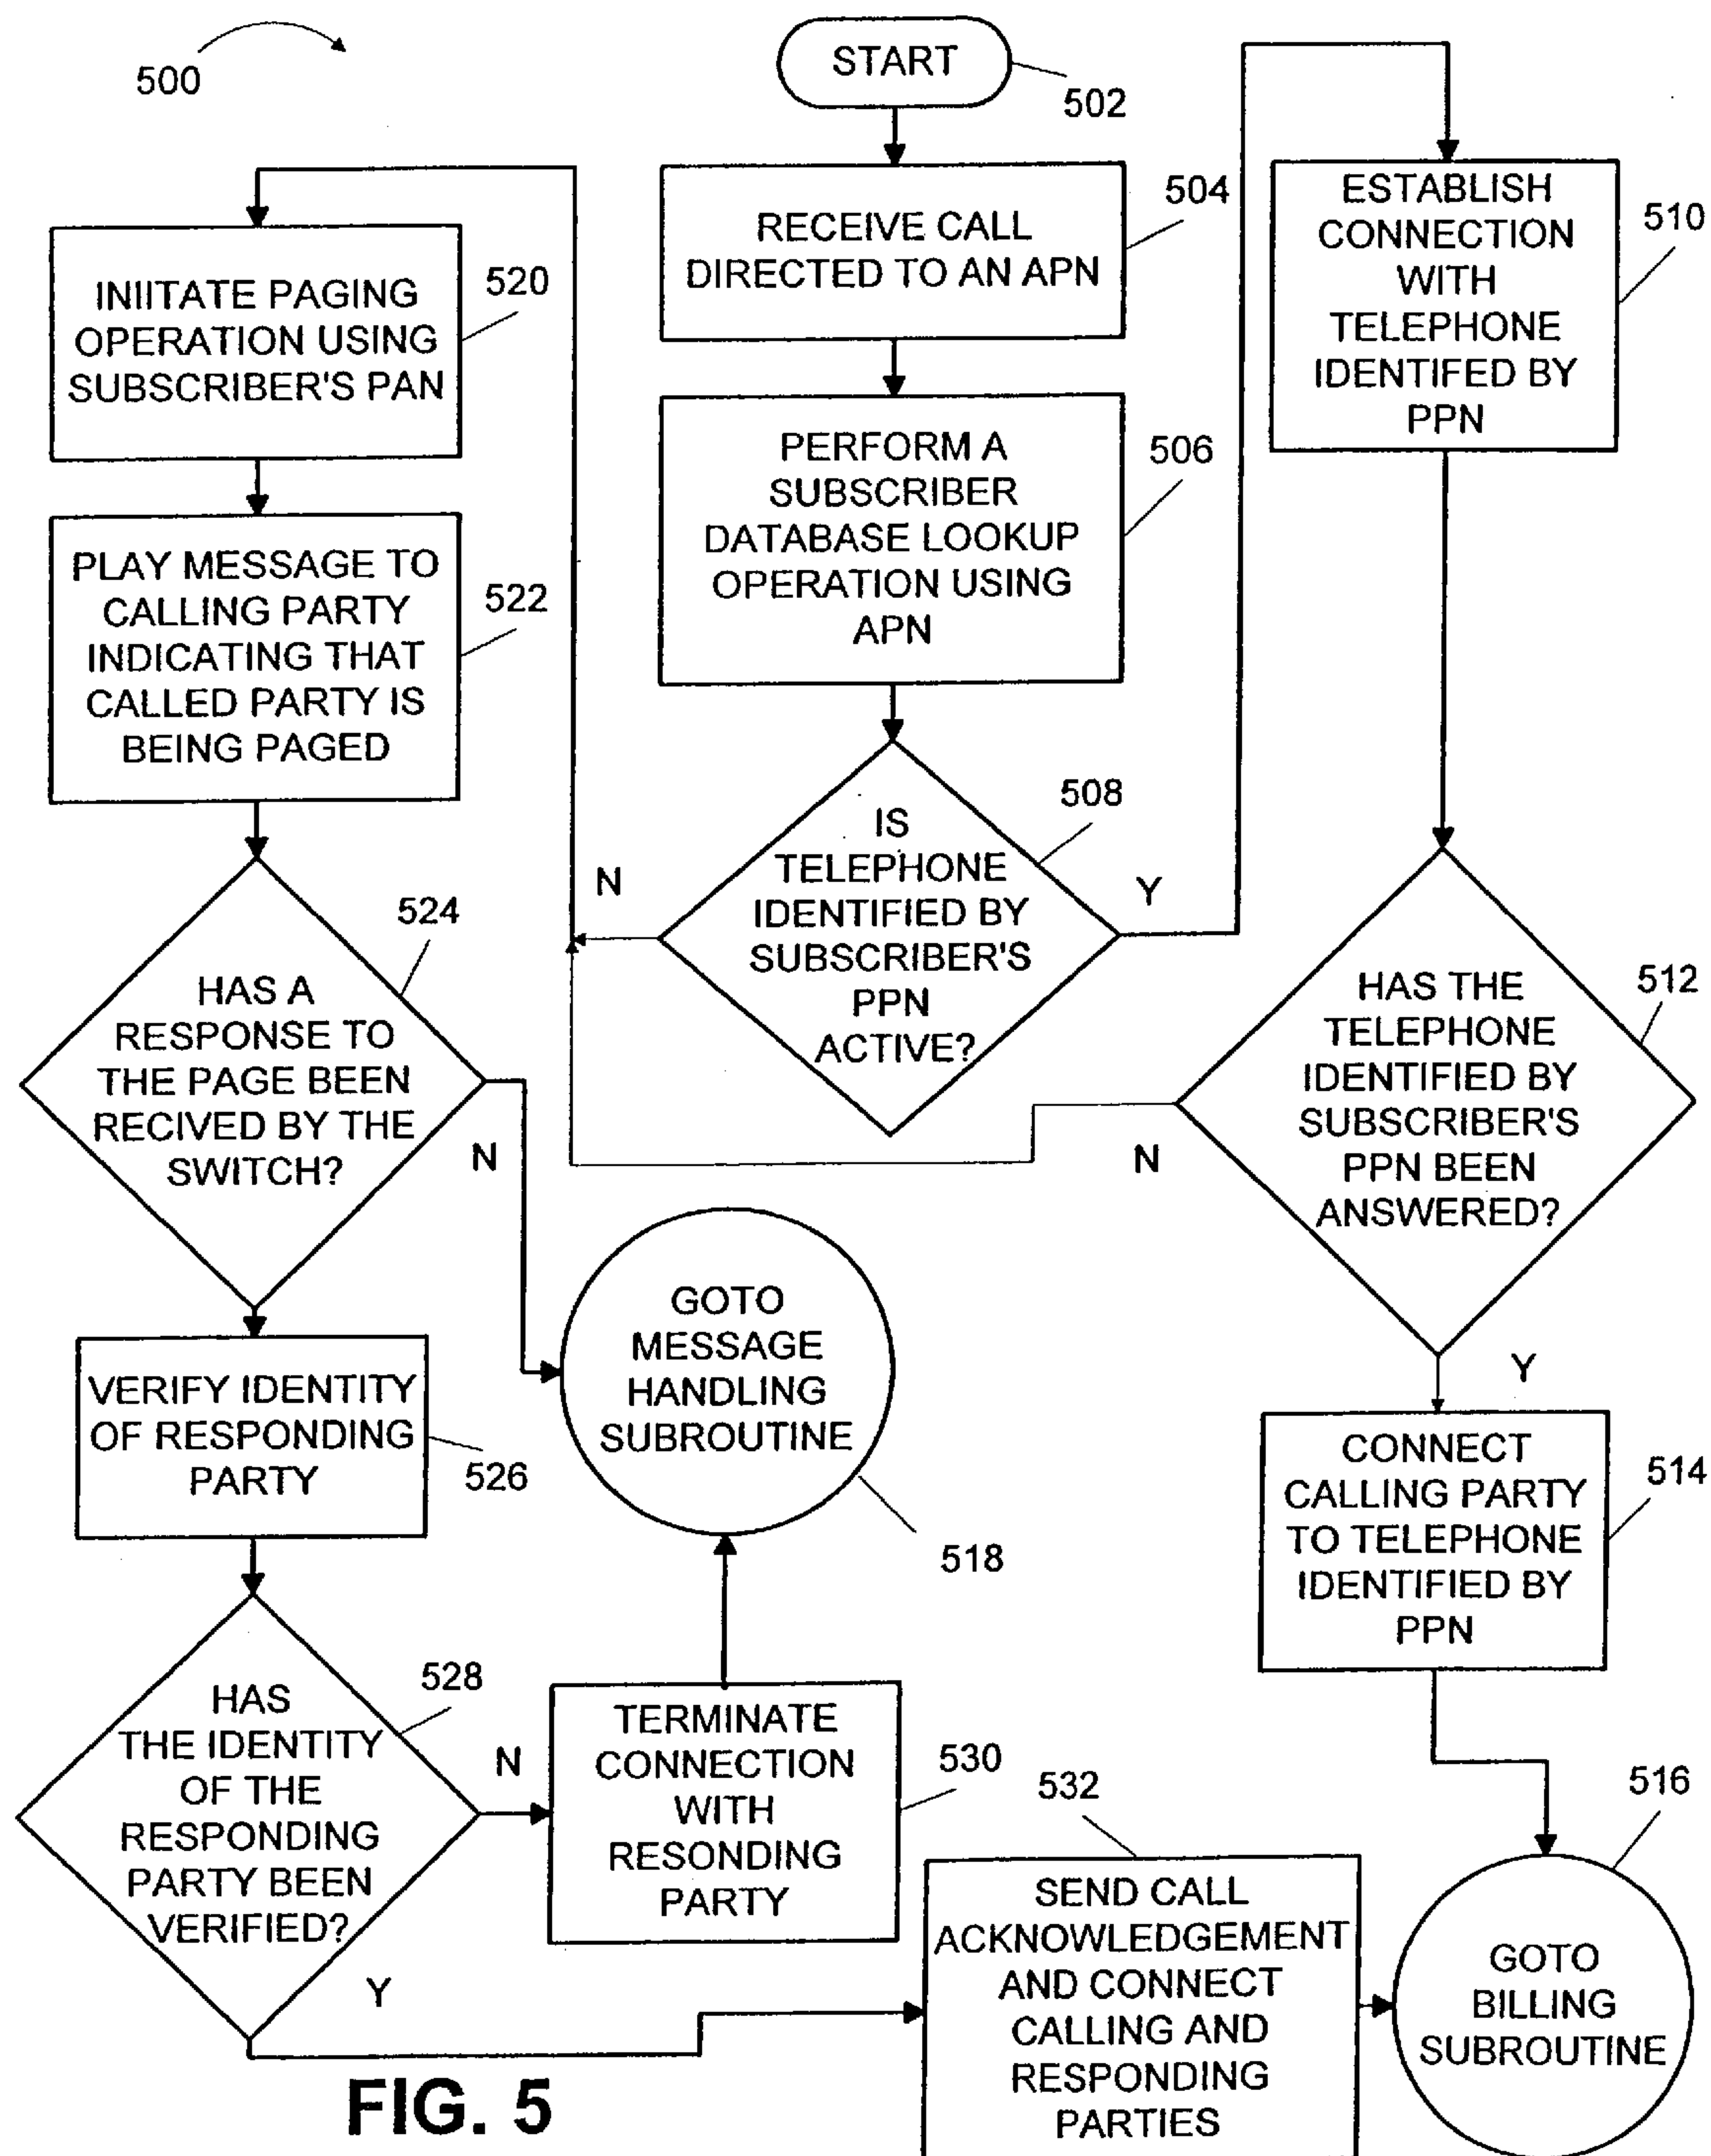 500
START
502
RECEIVE CALL
DIRECTED TO AN APN
504
PERFORM A
SUBSCRIBER
DATABASE LOOKUP
OPERATION USING
APN
506
IS
TELEPHONE
IDENTIFIED BY
SUBSCRIBER'S
PPN
ACTIVE?
508
N
Y
ESTABLISH
CONNECTION
WITH
TELEPHONE
IDENTIFED BY
PPN
510
HAS THE
TELEPHONE
IDENTIFIED BY
SUBSCRIBER'S
PPN BEEN
ANSWERED?
512
N
Y
CONNECT
CALLING PARTY
TO TELEPHONE
IDENTIFIED BY
PPN
514
GOTO
BILLING
SUBROUTINE
516
INIITATE PAGING
OPERATION USING
SUBSCRIBER'S PAN
520
PLAY MESSAGE TO
CALLING PARTY
INDICATING THAT
CALLED PARTY IS
BEING PAGED
522
HAS A
RESPONSE TO
THE PAGE BEEN
RECIVED BY THE
SWITCH?
524
N
GOTO
MESSAGE
HANDLING
SUBROUTINE
518
VERIFY IDENTITY
OF RESPONDING
PARTY
526
HAS
THE IDENTITY
OF THE
RESPONDING
PARTY BEEN
VERIFIED?
528
N
Y
TERMINATE
CONNECTION
WITH
RESONDING
PARTY
530
SEND CALL
ACKNOWLEDGEMENT
AND CONNECT
CALLING AND
RESPONDING
PARTIES
532
FIG. 5